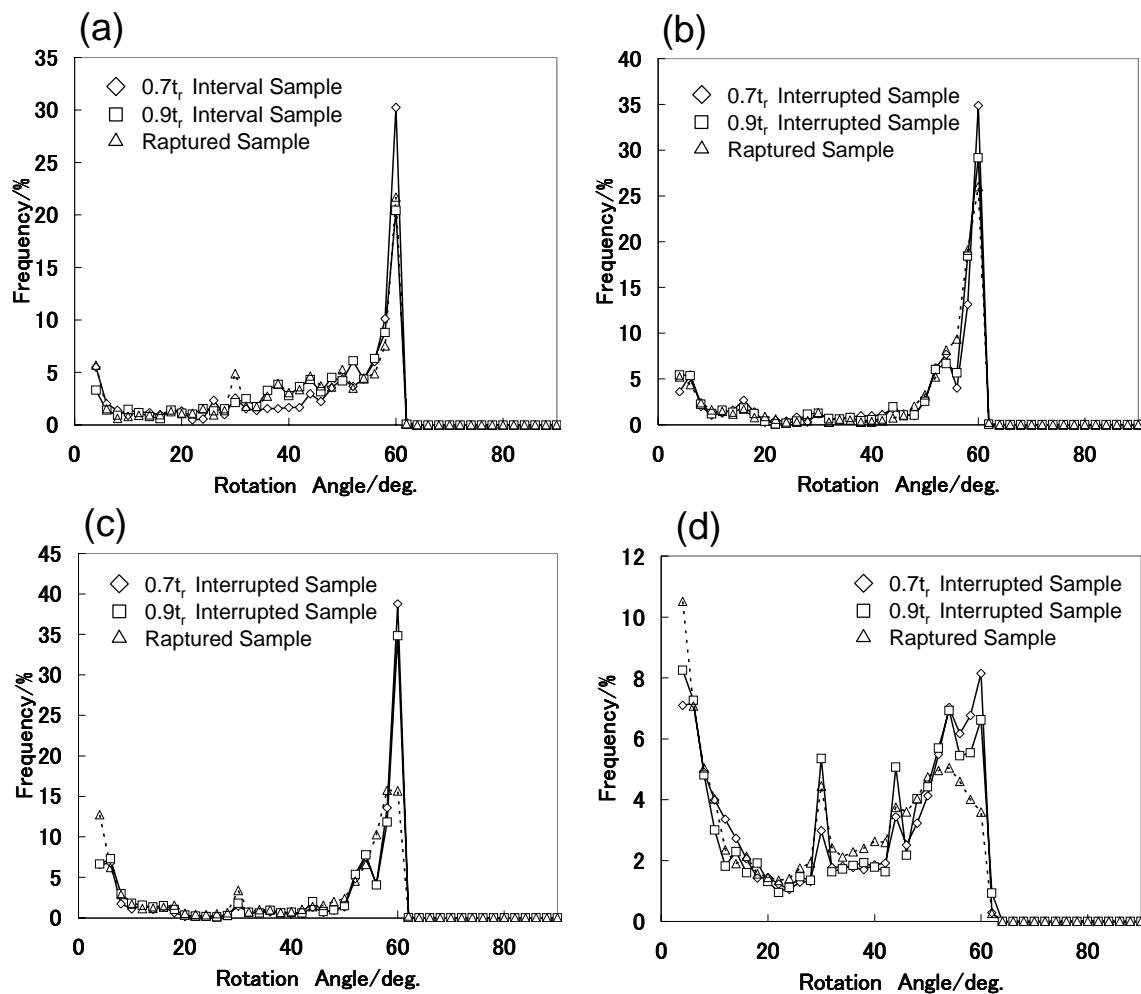 (a)
35
30
25
20
15
10
5
0
0 20 40 60 80
Frequency/%
Rotation Angle/deg.
0.7tr Interval Sample
0.9tr Interval Sample
Raptured Sample
(b)
40
35
30
25
20
15
10
5
0
0 20 40 60 80
Frequency/%
Rotation Angle/deg.
0.7tr Interrupted Sample
0.9tr Interrupted Sample
Raptured Sample
(c)
45
40
35
30
25
20
15
10
5
0
0 20 40 60 80
Frequency/%
Rotation Angle/deg.
0.7tr Interrupted Sample
0.9tr Interrupted Sample
Raptured Sample
(d)
12
10
8
6
4
2
0
0 20 40 60 80
Frequency/%
Rotation Angle/deg.
0.7tr Interrupted Sample
0.9tr Interrupted Sample
Raptured Sample